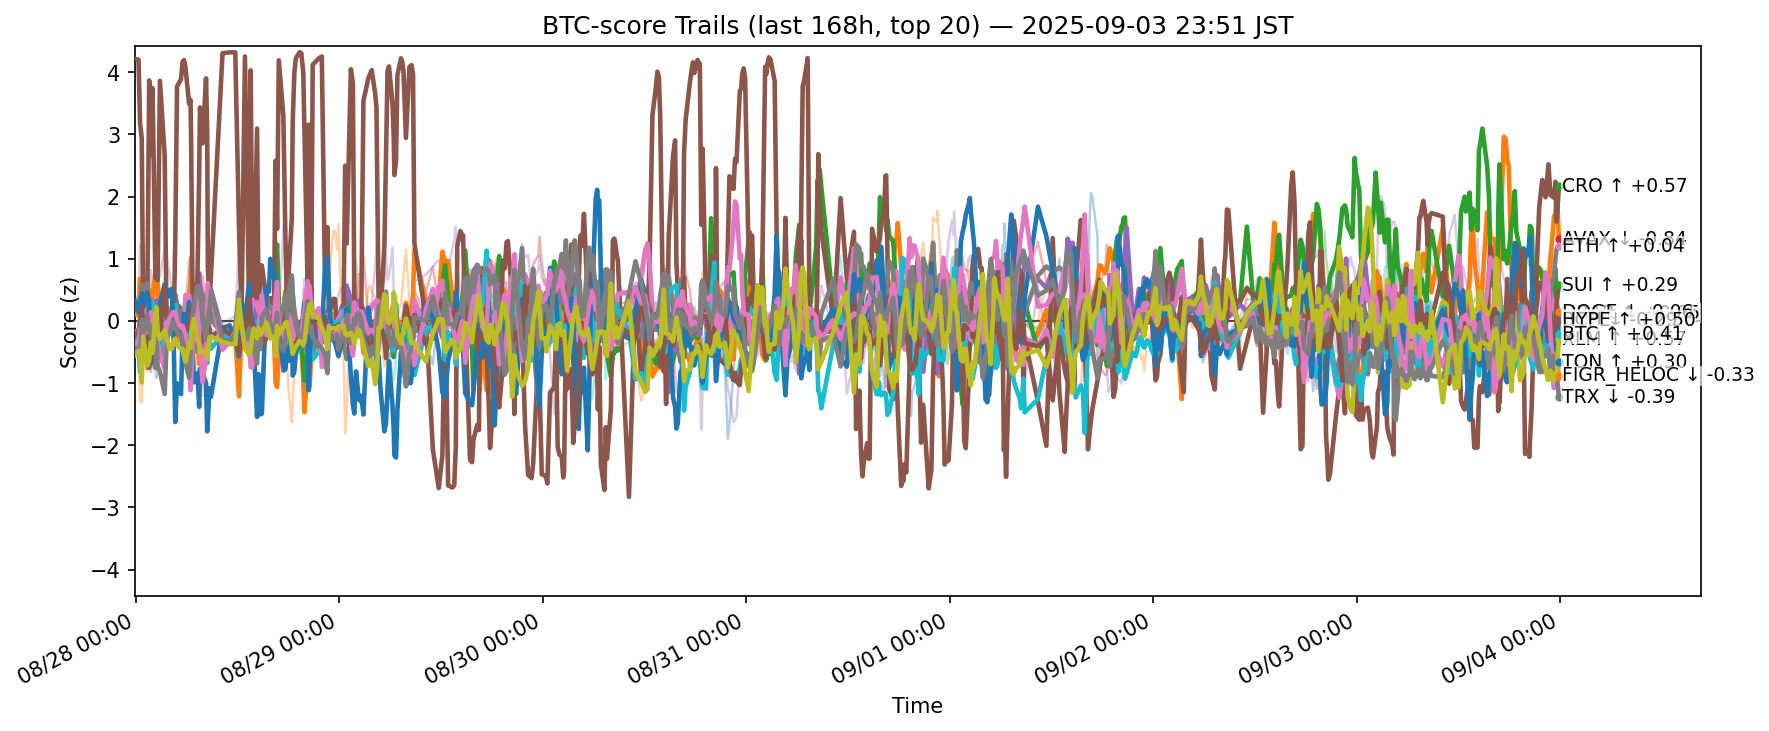 BTC-score Trails (last 168h, top 20) — 2025-09-03 23:51 JST
Score (z)
4
3
2
1
0
−1
−2
−3
−4
CRO ↑ +0.57
AVAX ↓ -0.84
ETH ↑ +0.04
SUI ↑ +0.29
HYPE ↑ +0.50
BTC ↑ +0.41
TON ↑ +0.30
FIGR_HELOC ↓ -0.33
TRX ↓ -0.39
08/28 00:00
08/29 00:00
08/30 00:00
08/31 00:00
09/01 00:00
09/02 00:00
09/03 00:00
09/04 00:00
Time